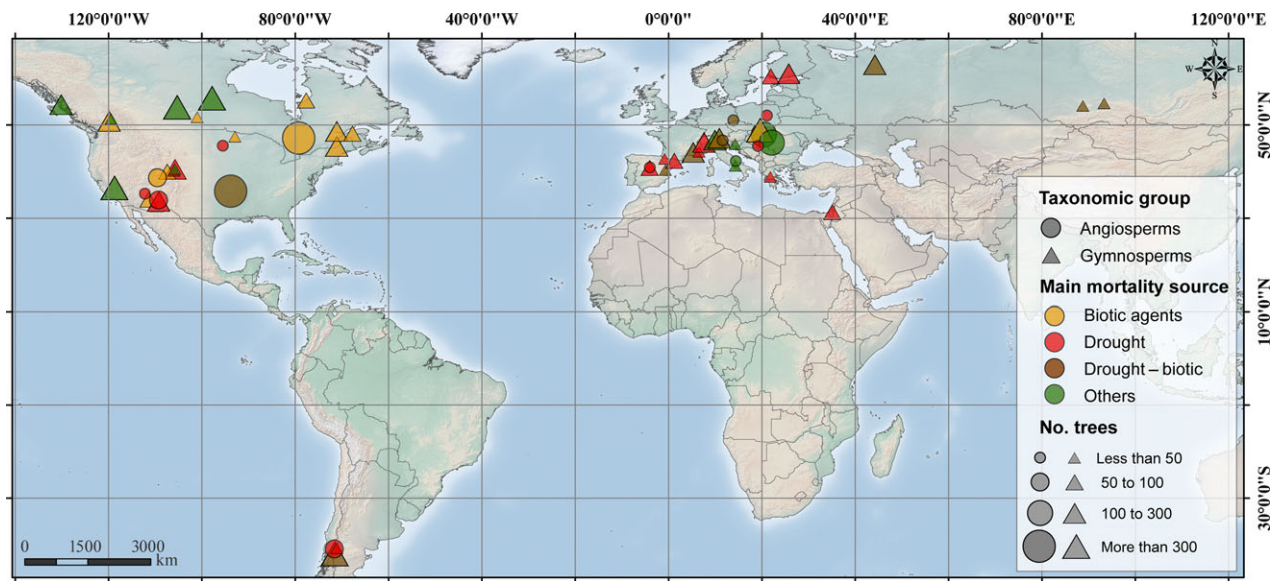 120°0'0"W 80°0'0"W 40°0'0"W 0°0'0" 40°0'0"E 80°0'0"E 120°0'0"E
N
W E
S
50°0'0"N
10°0'0"N
30°0'0"S
Taxonomic group
Angiosperms
Gymnosperms
Main mortality source
Biotic agents
Drought
Drought – biotic
Others
No. trees
Less than 50
50 to 100
100 to 300
More than 300
0 1500 3000
km